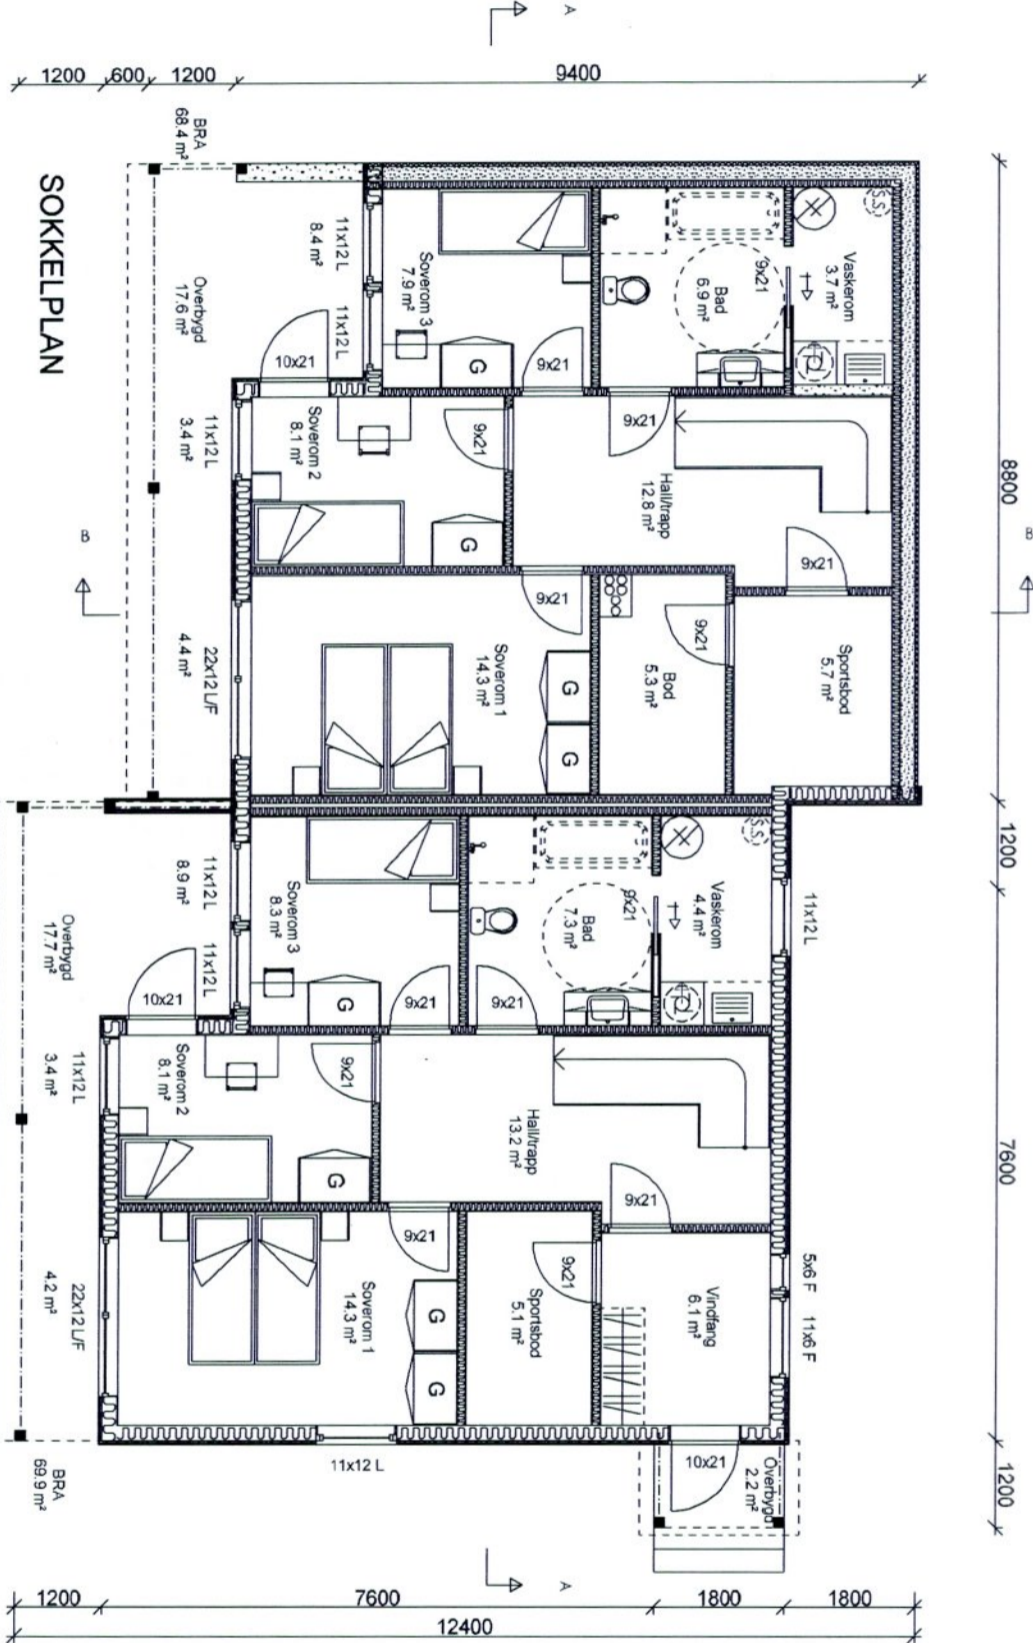 SOKKELPLAN
A
1200
600
1200
9400
BRA
68.4 m²
Overbygd
17.6 m²
11x12 L
8.4 m²
11x12 L
10x21
Soverom 3
7.9 m²
G
9x21
Bad
6.9 m²
9x21
Vaskerom
3.7 m²
S.S
11x12 L
3.4 m²
Soverom 2
8.1 m²
9x21
G
9x21
Hall/trapp
12.8 m²
9x21
8800
B
B
22x12 L/F
4.4 m²
Soverom 1
14.3 m²
9x21
G
G
Bod
5.3 m²
9x21
Sportsbod
5.7 m²
1200
Overbygd
17.7 m²
11x12 L
8.9 m²
11x12 L
10x21
Soverom 3
8.3 m²
G
9x21
Bad
7.3 m²
9x21
9x21
Vaskerom
4.4 m²
S.S
11x12 L
11x12 L
3.4 m²
Soverom 2
8.1 m²
9x21
G
Hall/trapp
13.2 m²
9x21
7600
22x12 L/F
4.2 m²
Soverom 1
14.3 m²
9x21
G
G
Sportsbod
5.1 m²
9x21
Vindfang
6.1 m²
5x6 F
11x6 F
11x12 L
10x21
Overbygd
2.2 m²
BRA
69.9 m²
1200
A
1200
7600
1800
1800
12400